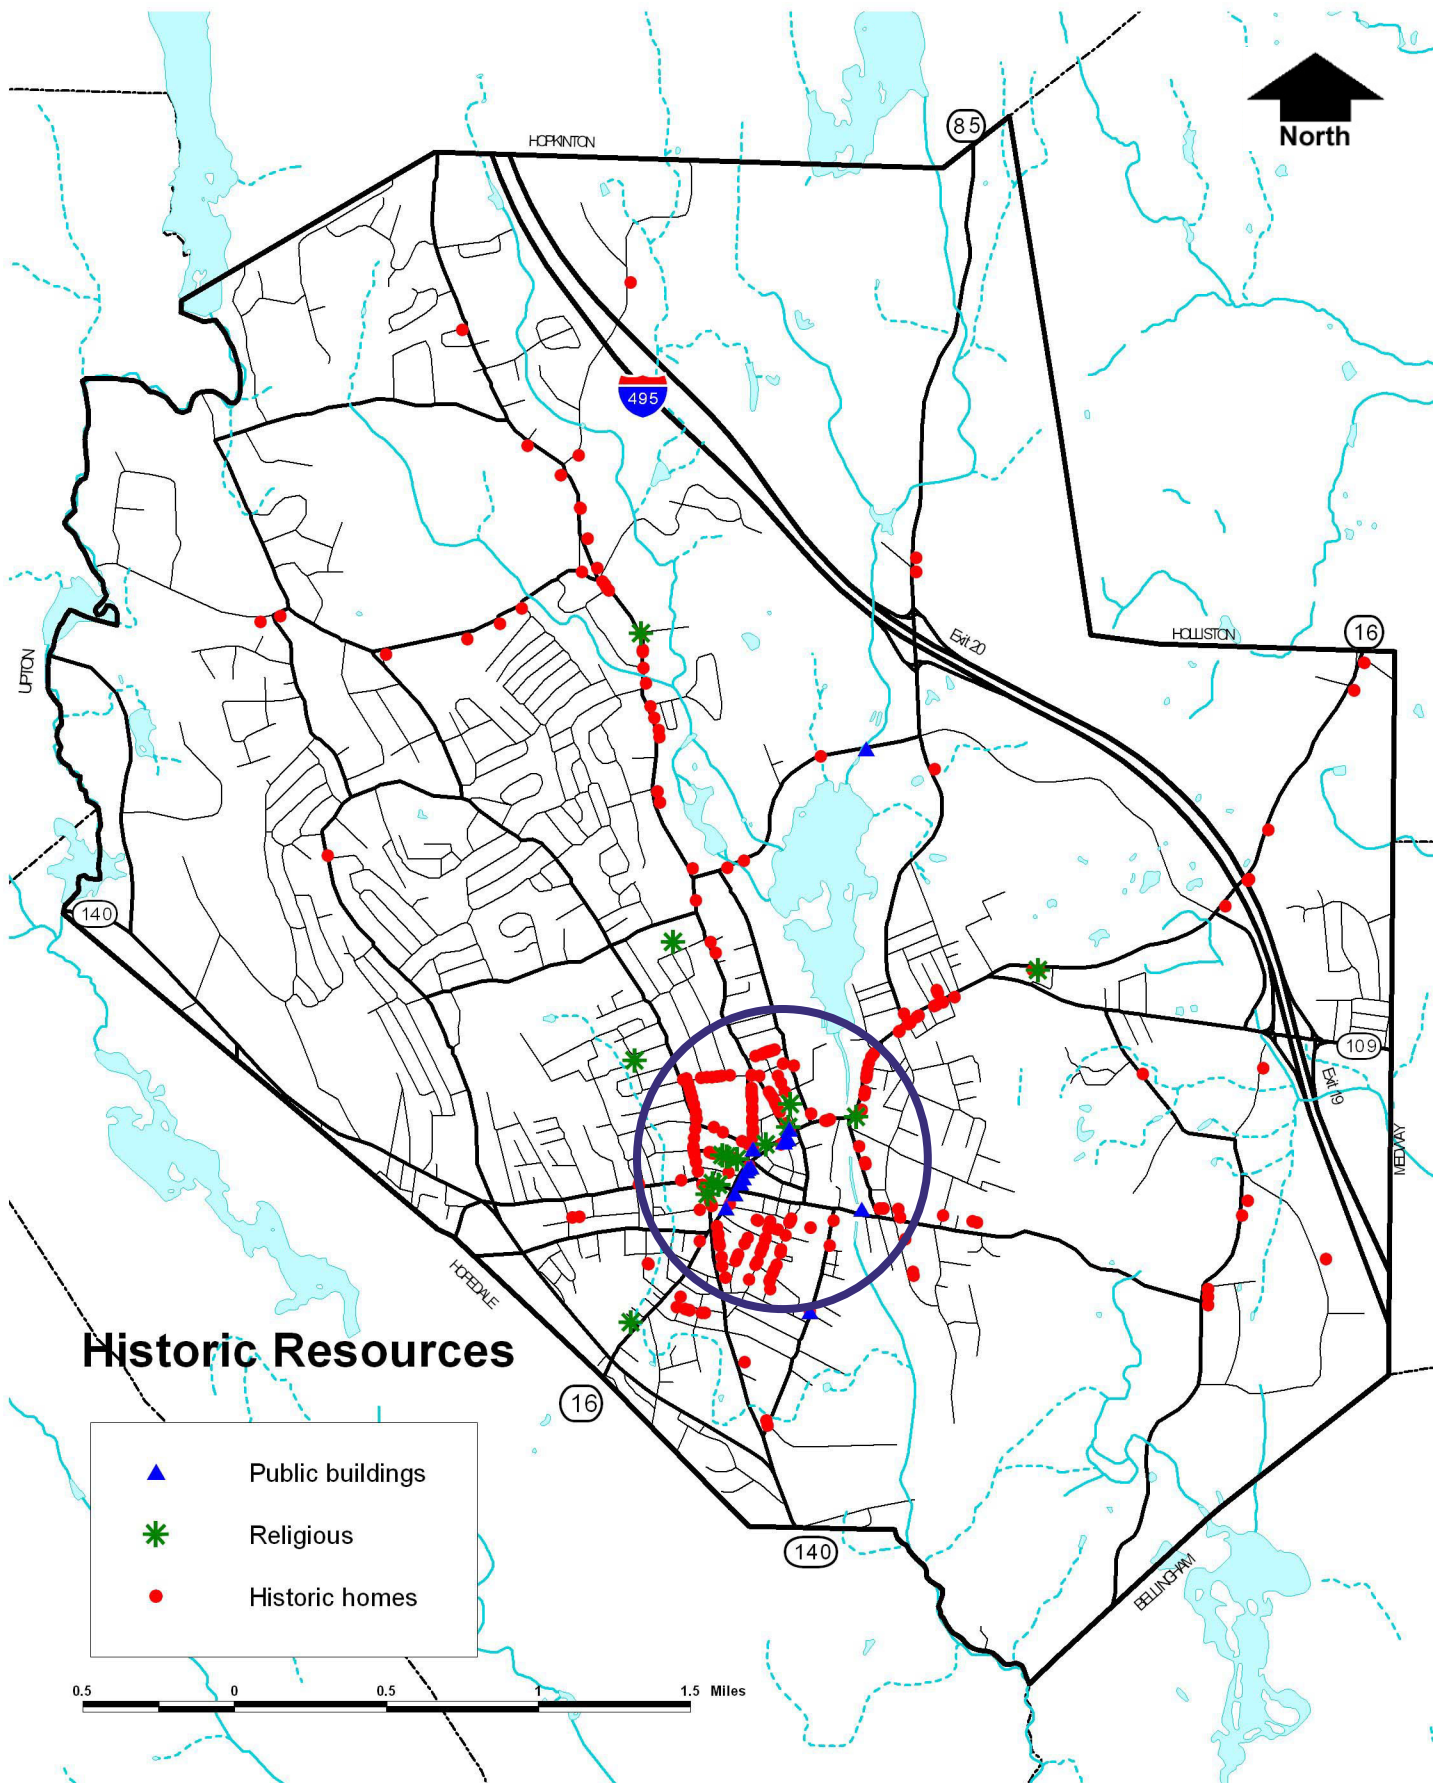 85
North
HOPKINTON
495
Exit 20
HOLLISTON
16
UPTON
140
109
Exit 19
MEDWAY
HOPEDALE
Historic Resources
16
Public buildings
Religious
Historic homes
140
BELLINGHAM
0.5 0 0.5 1 1.5 Miles